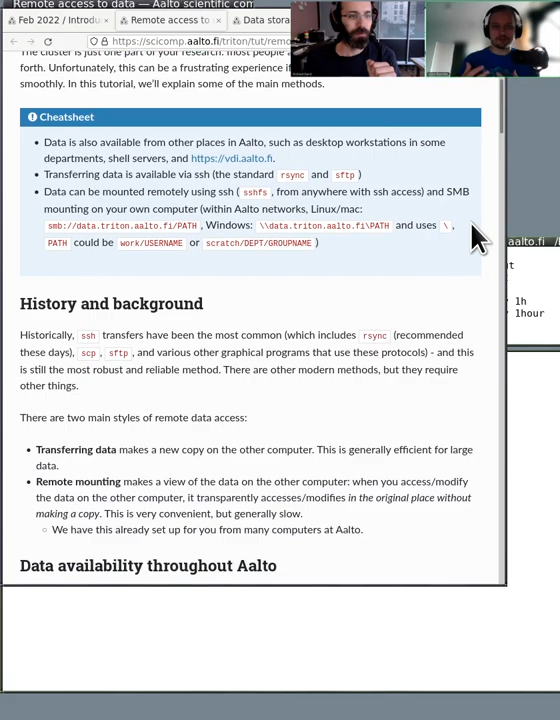 Remote access to data — Aalto scientific com
Feb 2022 / Introdu × Remote access to × Data stora
https://scicomp.aalto.fi/triton/tut/remo
The cluster is just one part of your research: most people
forth. Unfortunately, this can be a frustrating experience if
smoothly. In this tutorial, we'll explain some of the main methods.
Cheatsheet
• Data is also available from other places in Aalto, such as desktop workstations in some
departments, shell servers, and https://vdi.aalto.fi.
• Transferring data is available via ssh (the standard rsync and sftp )
• Data can be mounted remotely using ssh ( sshfs , from anywhere with ssh access) and SMB
mounting on your own computer (within Aalto networks, Linux/mac:
smb://data.triton.aalto.fi/PATH , Windows: \\data.triton.aalto.fi\PATH and uses \ ,
PATH could be work/USERNAME or scratch/DEPT/GROUPNAME )
aalto.fi
1h
1hour
History and background
Historically, ssh transfers have been the most common (which includes rsync (recommended
these days), scp , sftp , and various other graphical programs that use these protocols) - and this
is still the most robust and reliable method. There are other modern methods, but they require
other things.
There are two main styles of remote data access:
• Transferring data makes a new copy on the other computer. This is generally efficient for large
data.
• Remote mounting makes a view of the data on the other computer: when you access/modify
the data on the other computer, it transparently accesses/modifies in the original place without
making a copy. This is very convenient, but generally slow.
◦ We have this already set up for you from many computers at Aalto.
Data availability throughout Aalto